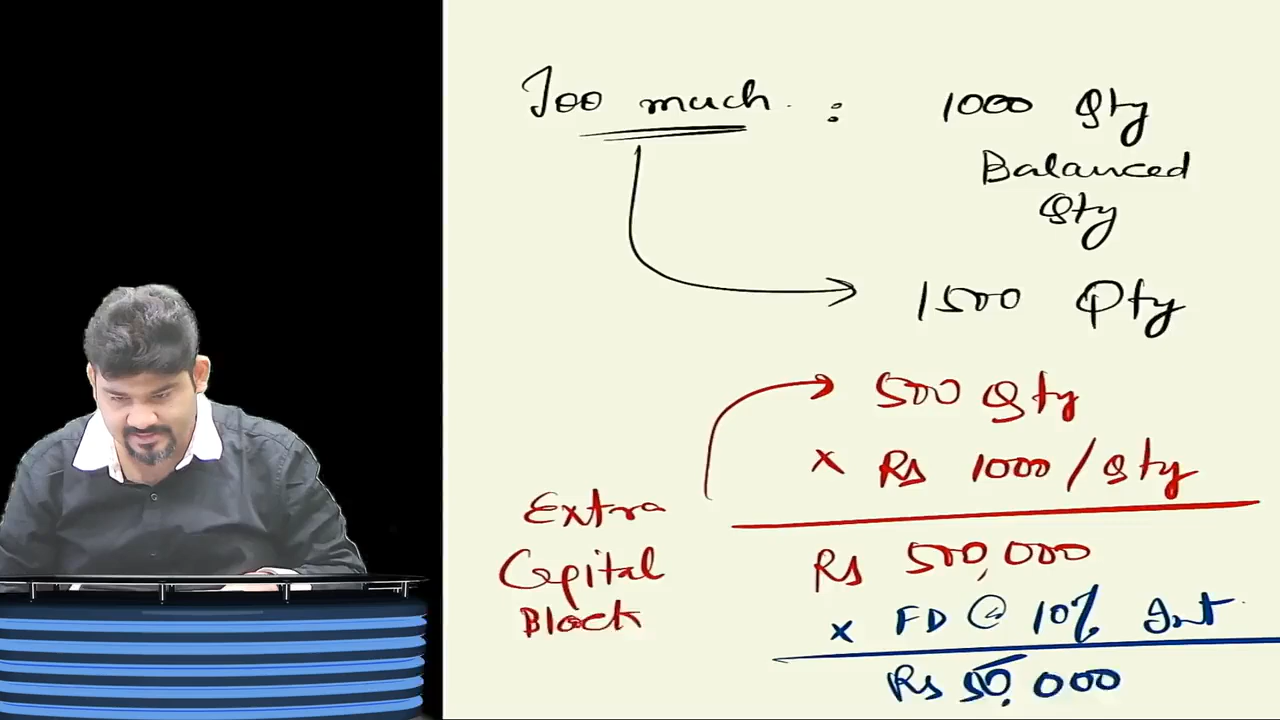 Too much : 1000 Qty
Balanced
Qty
1500 Qty
500 Qty
x Rs 1000 / Qty
Extra
Capital
Block
Rs 500,000
x FD @ 10% Int
Rs 50,000